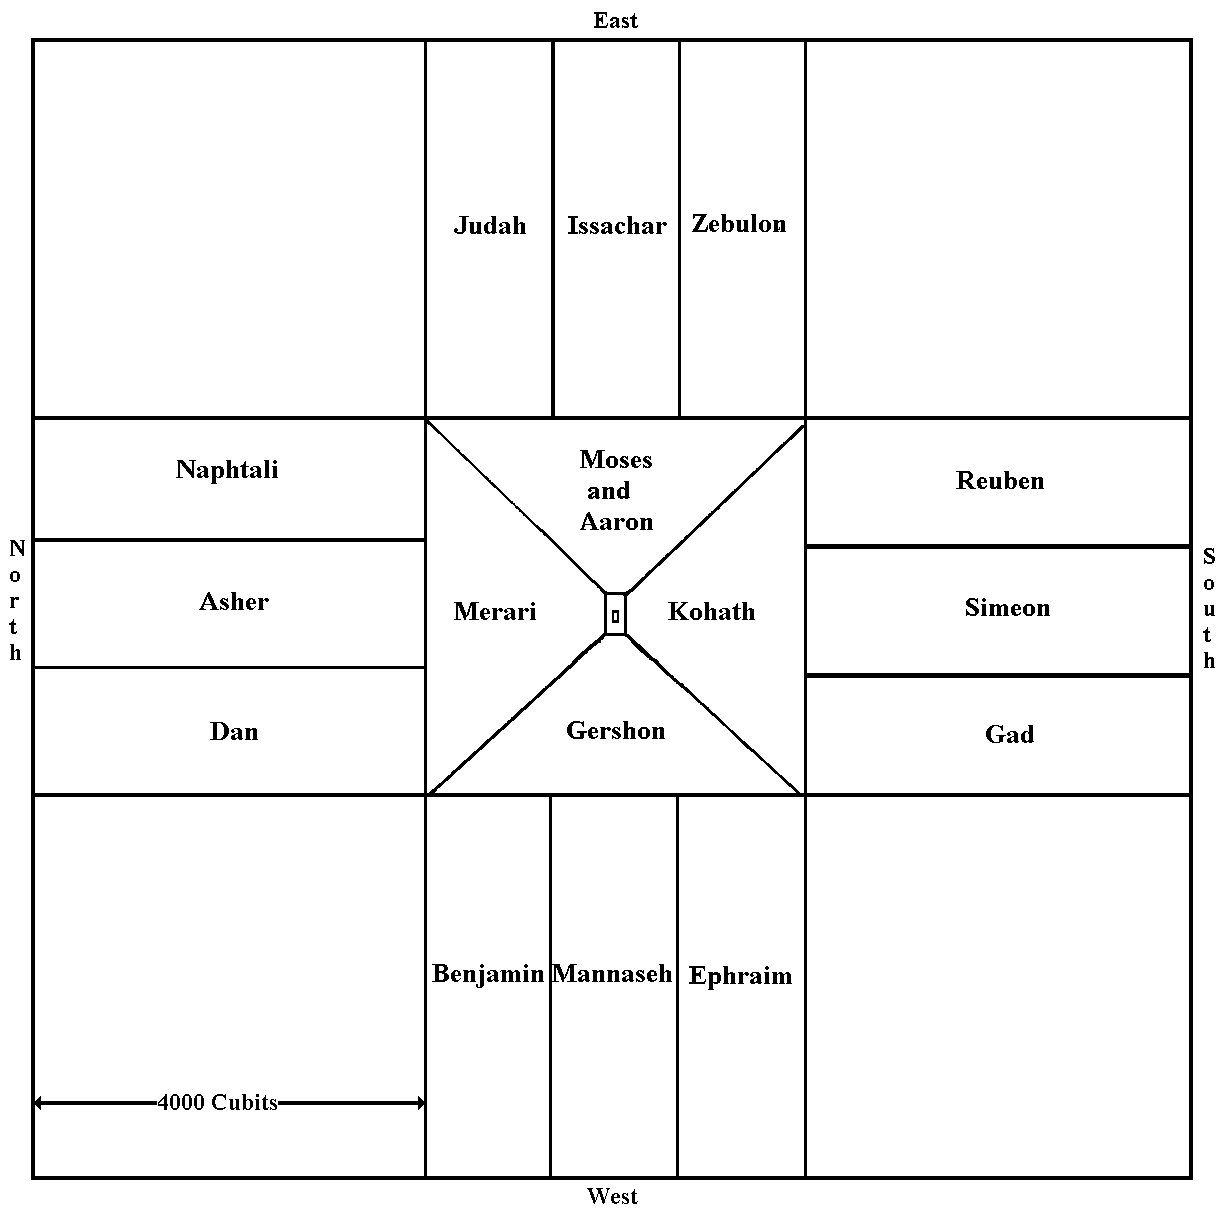 East
Judah
Issachar
Zebulon
Naphtali
Moses
and
Aaron
Reuben
North
Asher
Merari
Kohath
Simeon
South
Dan
Gershon
Gad
Benjamin
Mannaseh
Ephraim
4000 Cubits
West